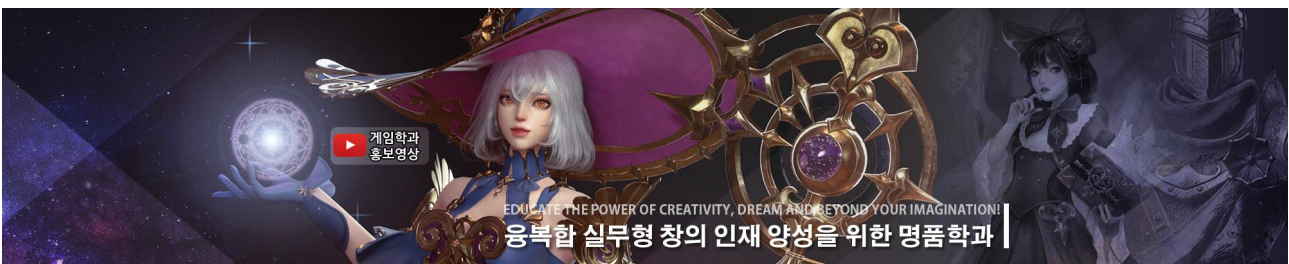 게임학과
홍보영상
EDUCATE THE POWER OF CREATIVITY, DREAM AND BEYOND YOUR IMAGINATION!
융복합 실무형 창의 인재 양성을 위한 명품학과